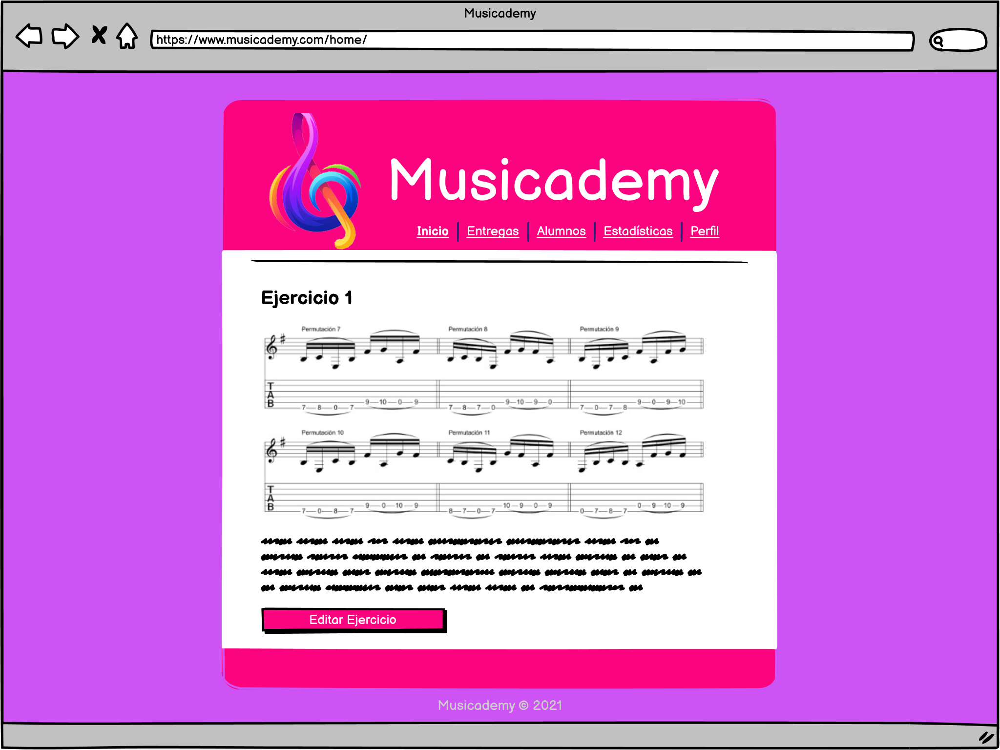 Musicademy
https://www.musicademy.com/home/
Musicademy
Inicio Entregas Alumnos Estadísticas Perfil
Ejercicio 1
Permutación 7 Permutación 8 Permutación 9
T
A
B
7 8 0 7 9 10 0 9 7 8 7 0 9 10 9 0 7 0 7 8 9 0 9 10
Permutación 10 Permutación 11 Permutación 12
T
A
B
7 0 8 7 9 0 10 9 8 7 0 7 10 9 0 9 0 7 8 7 0 9 10 9
Editar Ejercicio
Musicademy © 2021